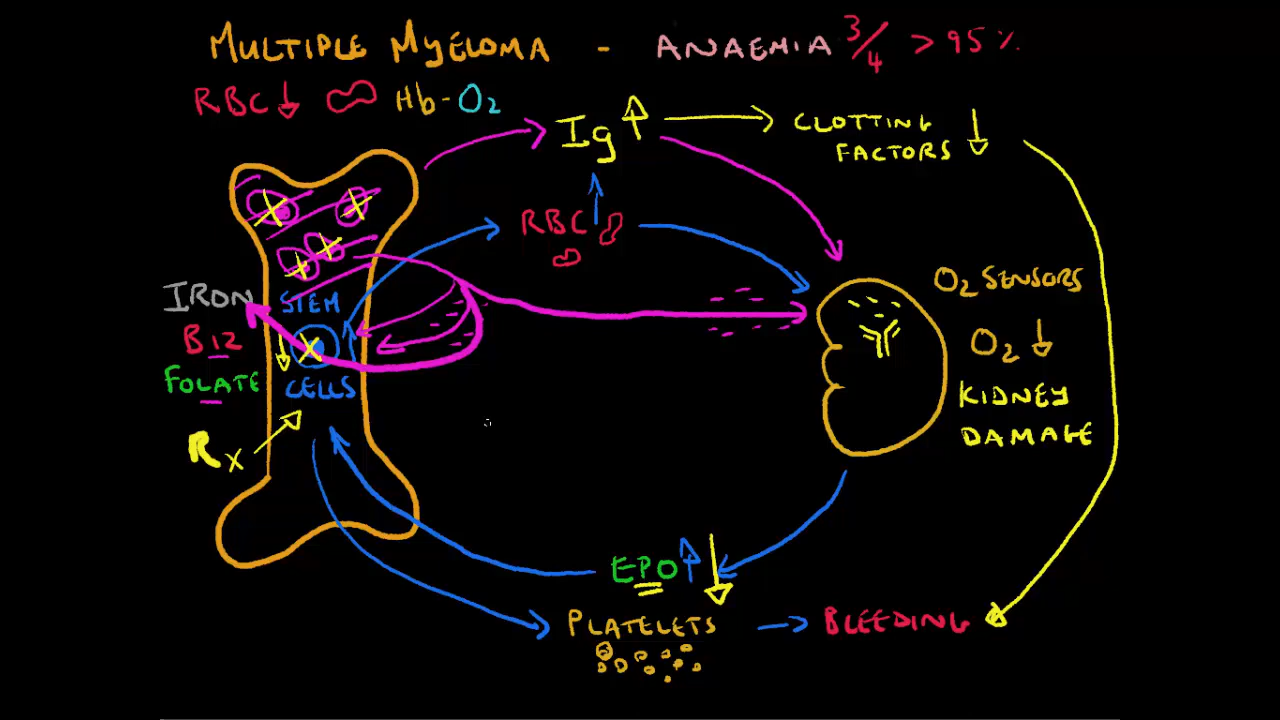 MULTIPLE MYELOMA - ANAEMIA 3/4 > 95%
RBC↓ Hb-O2
Ig↑
CLOTTING FACTORS ↓
RBC
O2 SENSORS
O2↓
KIDNEY
DAMAGE
IRON
B12
FOLATE
STEM
CELLS
Rx
EPO↑↓
PLATELETS
BLEEDING